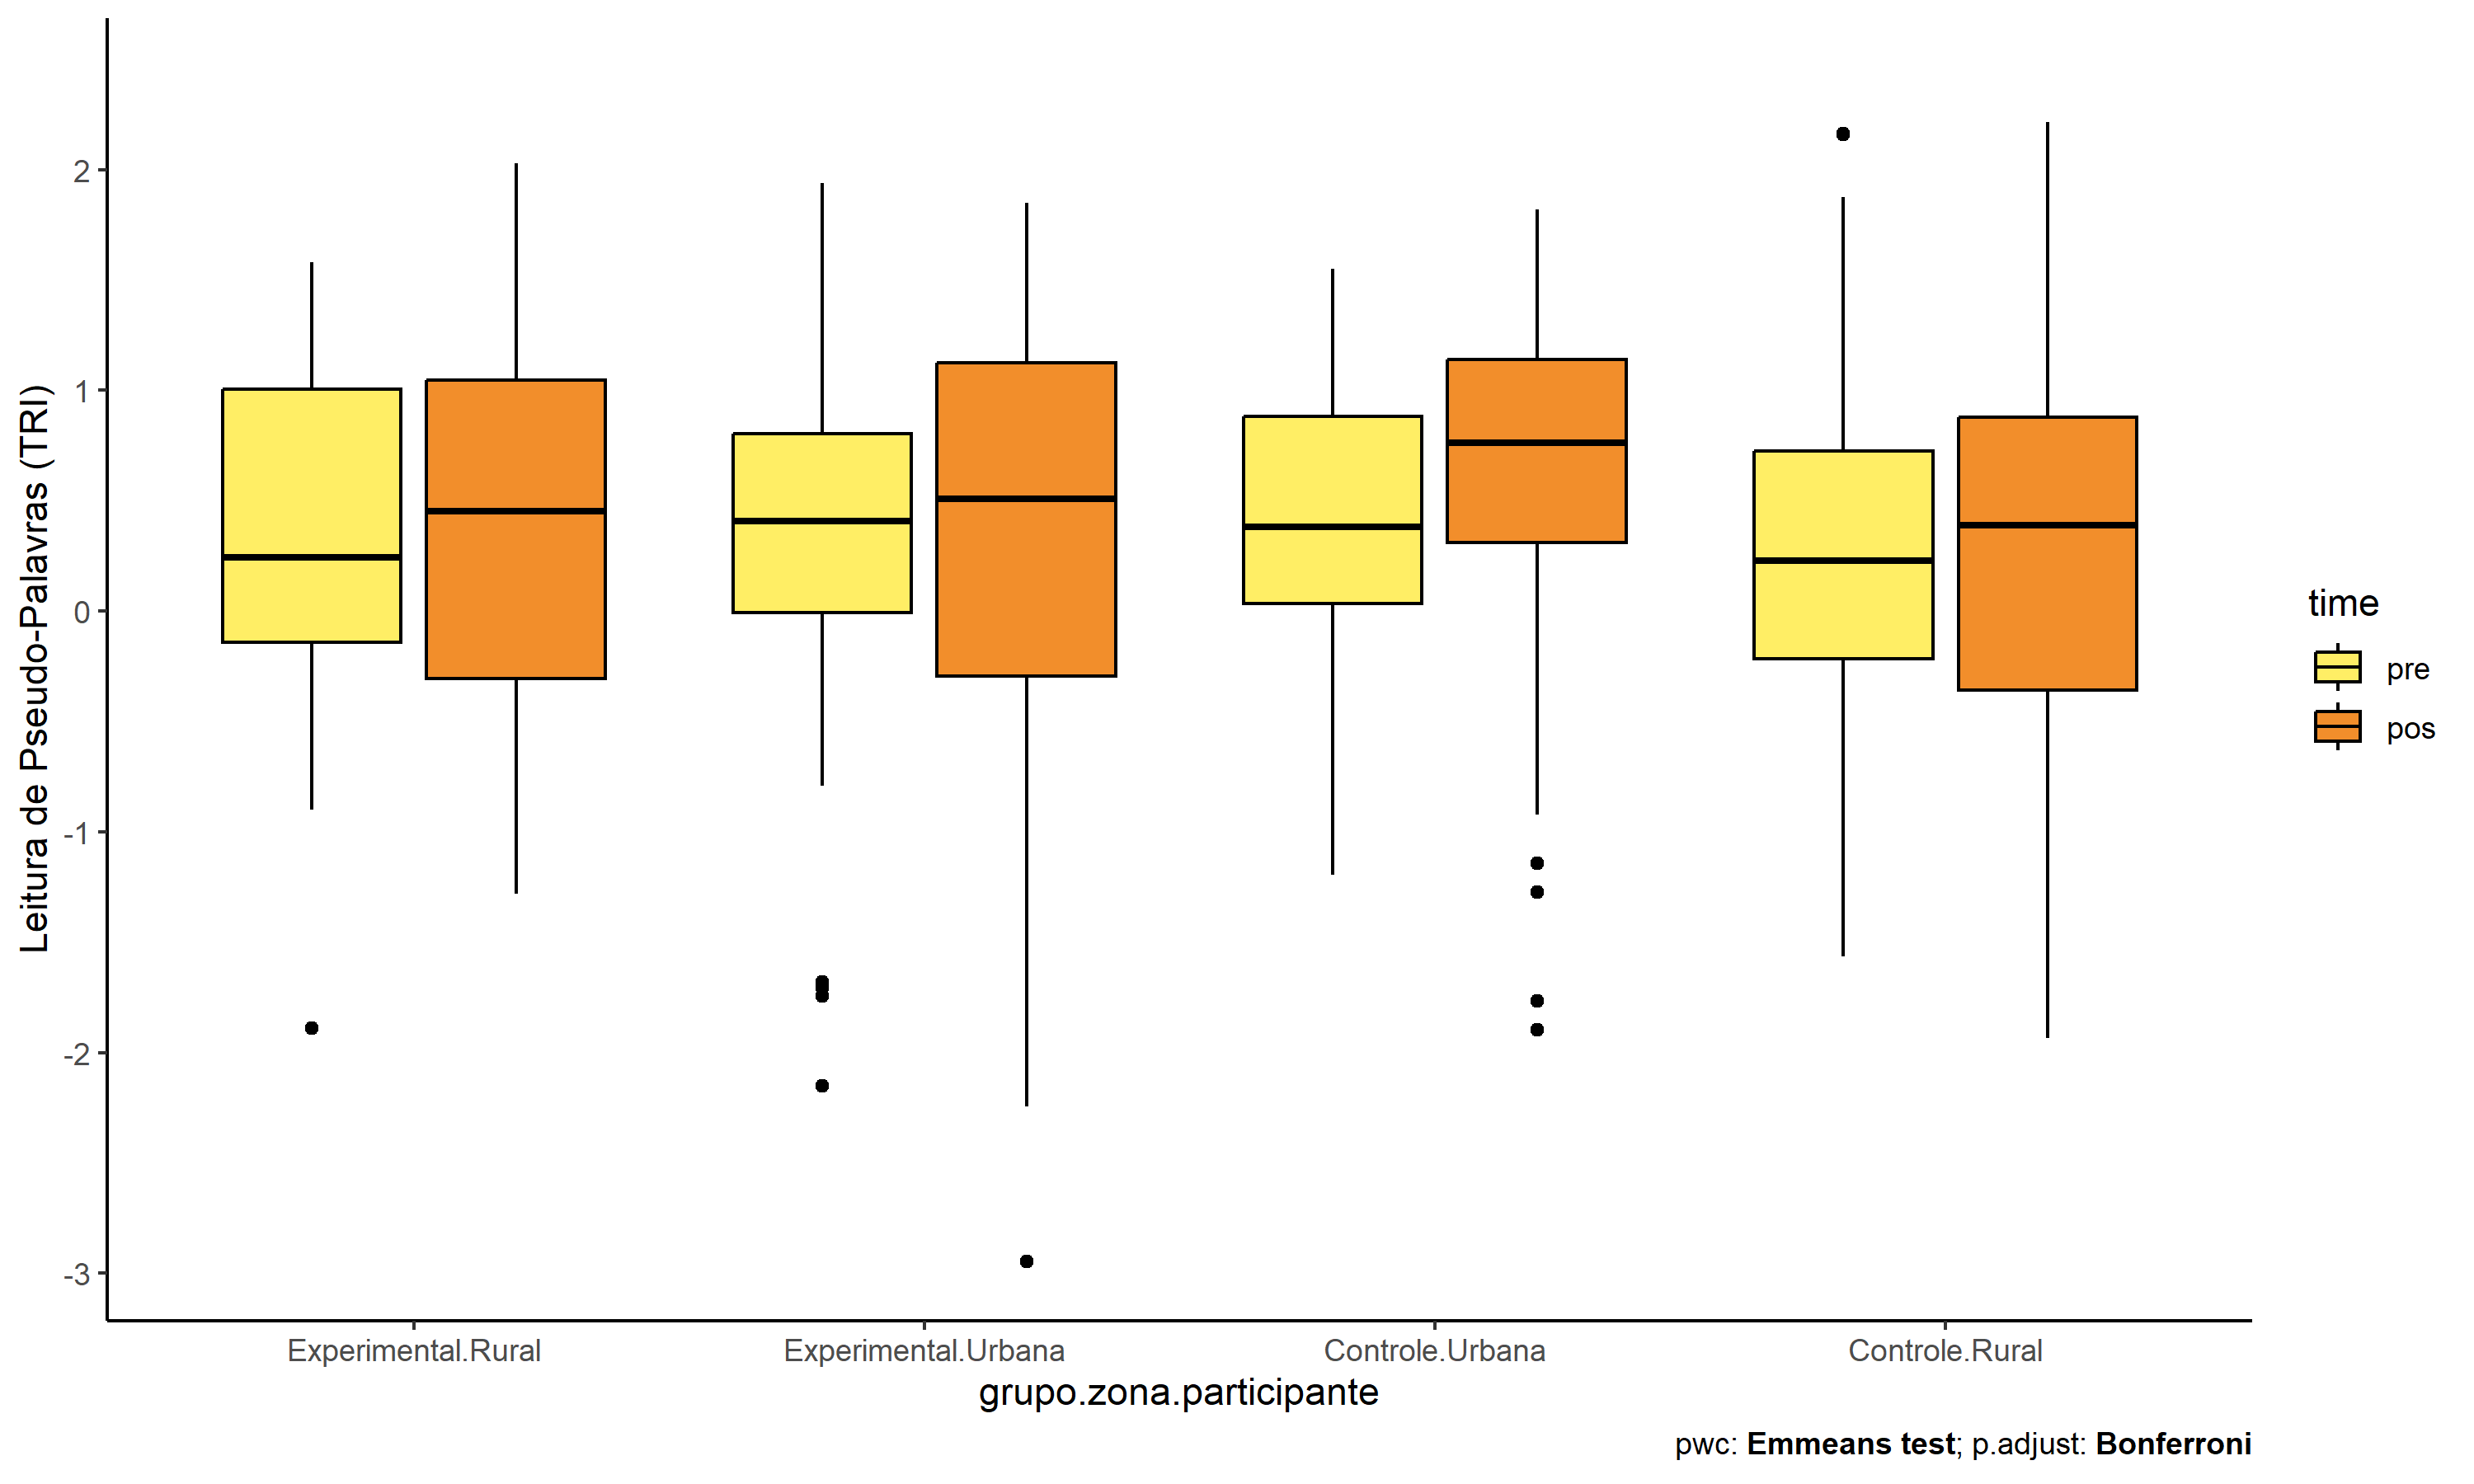 Leitura de Pseudo-Palavras (TRI)
2
1
0
-1
-2
-3
Experimental.Rural
Experimental.Urbana
Controle.Urbana
Controle.Rural
grupo.zona.participante
time
pre
pos
pwc: Emmeans test; p.adjust: Bonferroni